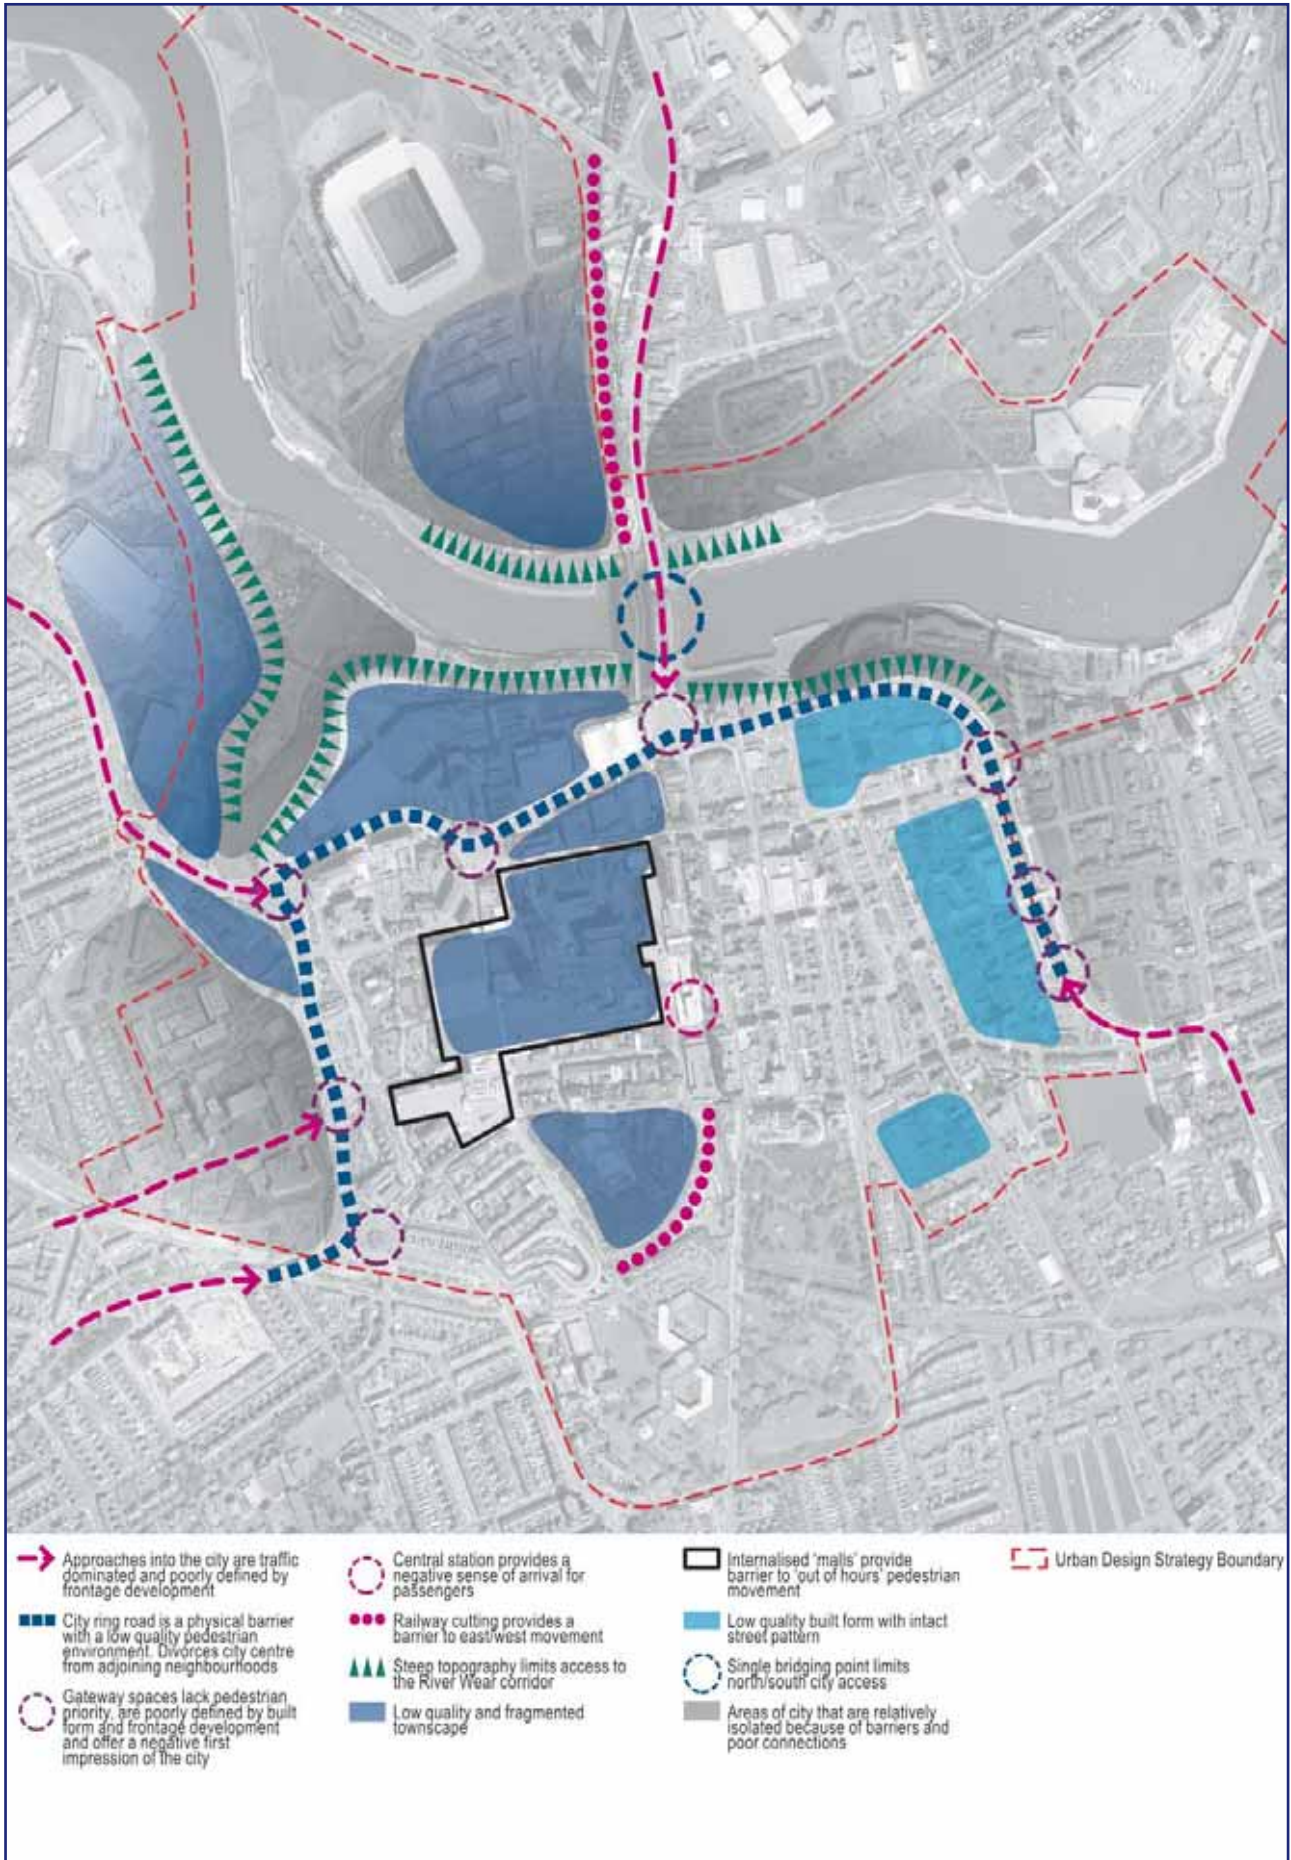 Approaches into the city are traffic
dominated and poorly defined by
frontage development
City ring road is a physical barrier
with a low quality pedestrian
environment. Divorces city centre
from adjoining neighbourhoods
Gateway spaces lack pedestrian
priority, are poorly defined by built
form and frontage development
and offer a negative first
impression of the city
Central station provides a
negative sense of arrival for
passengers
Railway cutting provides a
barrier to east/west movement
Steep topography limits access to
the River Wear corridor
Low quality and fragmented
townscape
Internalised 'malls' provide
barrier to 'out of hours' pedestrian
movement
Low quality built form with intact
street pattern
Single bridging point limits
north/south city access
Areas of city that are relatively
isolated because of barriers and
poor connections
Urban Design Strategy Boundary